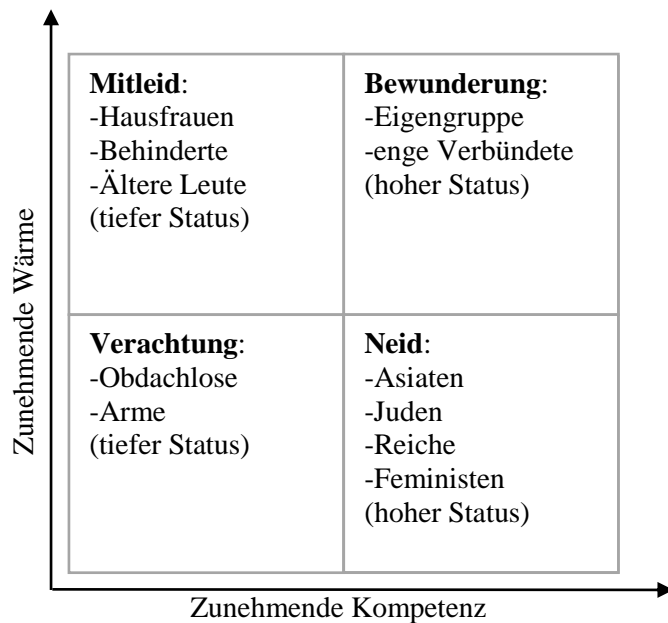 Zunehmende Wärme
Mitleid:
-Hausfrauen
-Behinderte
-Ältere Leute
(tiefer Status)
Bewunderung:
-Eigengruppe
-enge Verbündete
(hoher Status)
Verachtung:
-Obdachlose
-Arme
(tiefer Status)
Neid:
-Asiaten
-Juden
-Reiche
-Feministen
(hoher Status)
Zunehmende Kompetenz